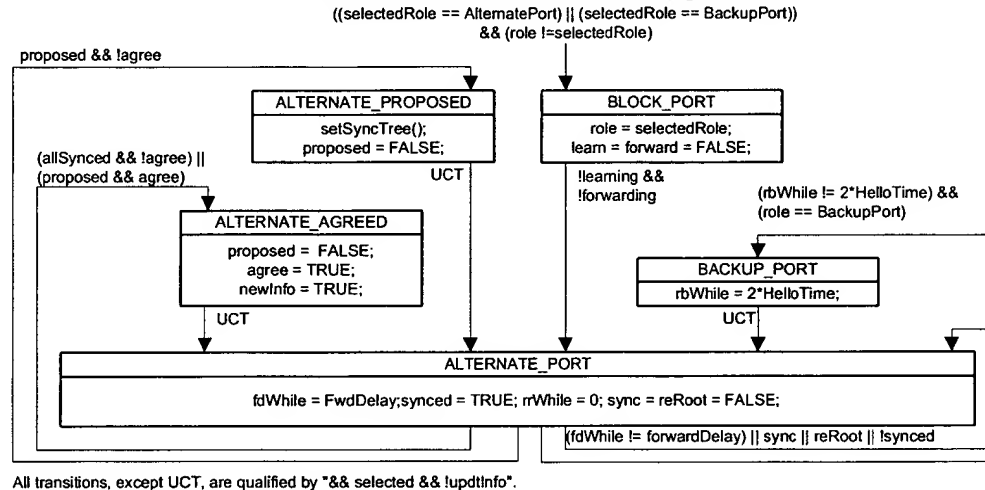 ((selectedRole == AlternatePort) || (selectedRole == BackupPort))
&& (role !=selectedRole)
proposed && !agree
ALTERNATE_PROPOSED
setSyncTree();
proposed = FALSE;
UCT
BLOCK_PORT
role = selectedRole;
learn = forward = FALSE;
!learning &&
!forwarding
(allSynced && !agree) ||
(proposed && agree)
ALTERNATE_AGREED
proposed = FALSE;
agree = TRUE;
newInfo = TRUE;
UCT
(rbWhile != 2*HelloTime) &&
(role == BackupPort)
BACKUP_PORT
rbWhile = 2*HelloTime;
UCT
ALTERNATE_PORT
fdWhile = FwdDelay;synced = TRUE; rrWhile = 0; sync = reRoot = FALSE;
(fdWhile != forwardDelay) || sync || reRoot || !synced
All transitions, except UCT, are qualified by "&& selected && !updtInfo".